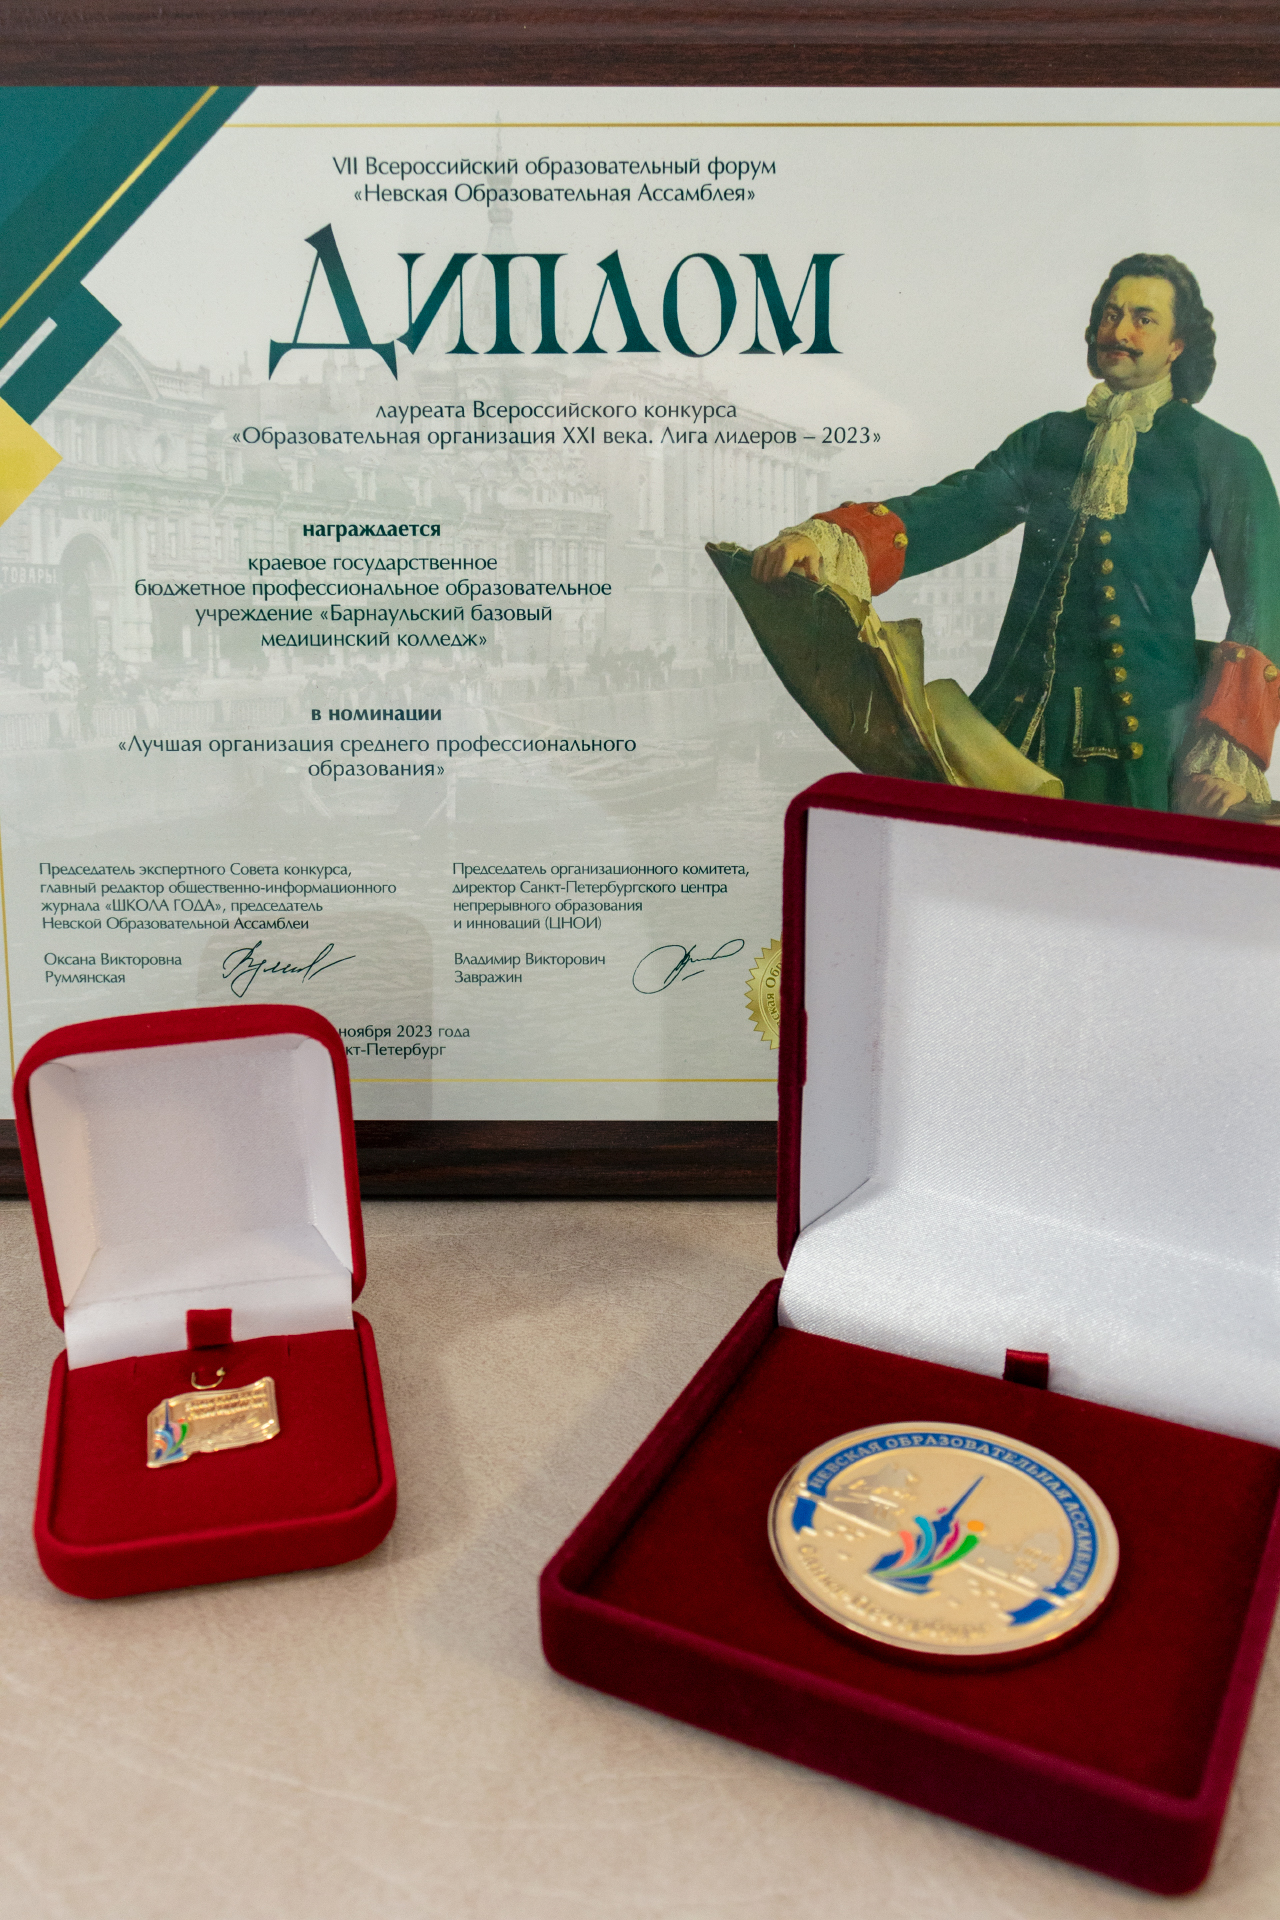 VII Всероссийский образовательный форум
«Невская Образовательная Ассамблея»
ДИПЛОМ
лауреата Всероссийского конкурса
«Образовательная организация XXI века. Лига лидеров – 2023»
награждается
краевое государственное
бюджетное профессиональное образовательное
учреждение «Барнаульский базовый
медицинский колледж»
в номинации
«Лучшая организация среднего профессионального
образования»
Председатель экспертного Совета конкурса,
главный редактор общественно-информационного
журнала «ШКОЛА ГОДА», председатель
Невской Образовательной Ассамблеи
Оксана Викторовна
Румлянская
Председатель организационного комитета,
директор Санкт-Петербургского центра
непрерывного образования
и инноваций (ЦНОИ)
Владимир Викторович
Завражин
ноября 2023 года
кт-Петербург
ская Об
ТОВАРЫ
НЕВСКАЯ ОБРАЗОВАТЕЛЬНАЯ АССАМБЛЕЯ
Санкт-Петербург